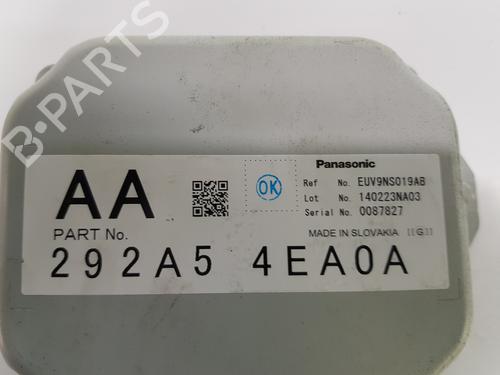 B-PARTS
AA
PART No.
292A5 4EA0A
OK
Panasonic
Ref No. EUV9NS019AB
Lot No. 140223NA03
Serial No. 0087827
MADE IN SLOVAKIA ((G))